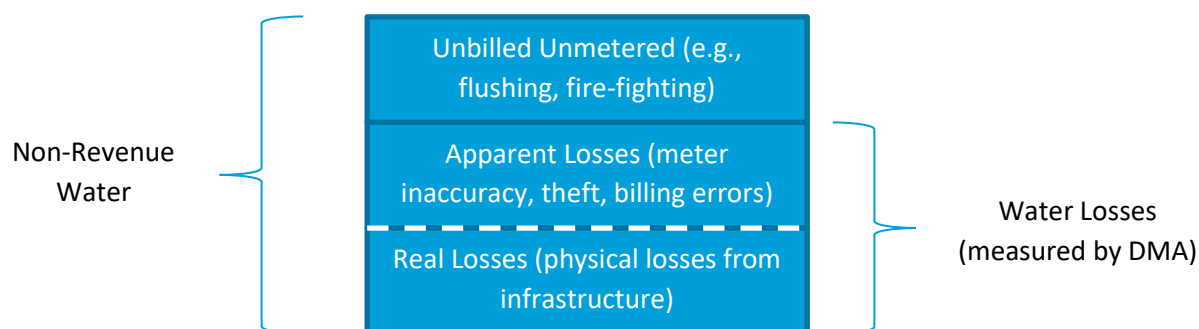 Unbilled Unmetered (e.g.,
flushing, fire-fighting)
Non-Revenue
Water
Apparent Losses (meter
inaccuracy, theft, billing errors)
Water Losses
(measured by DMA)
Real Losses (physical losses from
infrastructure)